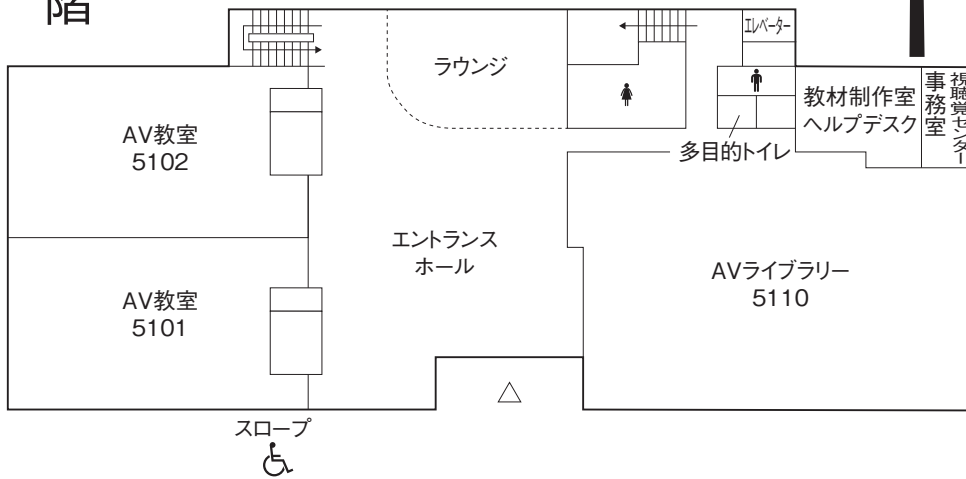 階
エレベーター
ラウンジ
AV教室
5102
教材制作室
ヘルプデスク
視聴覚センター
事務室
多目的トイレ
エントランス
ホール
AVライブラリー
5110
AV教室
5101
スロープ